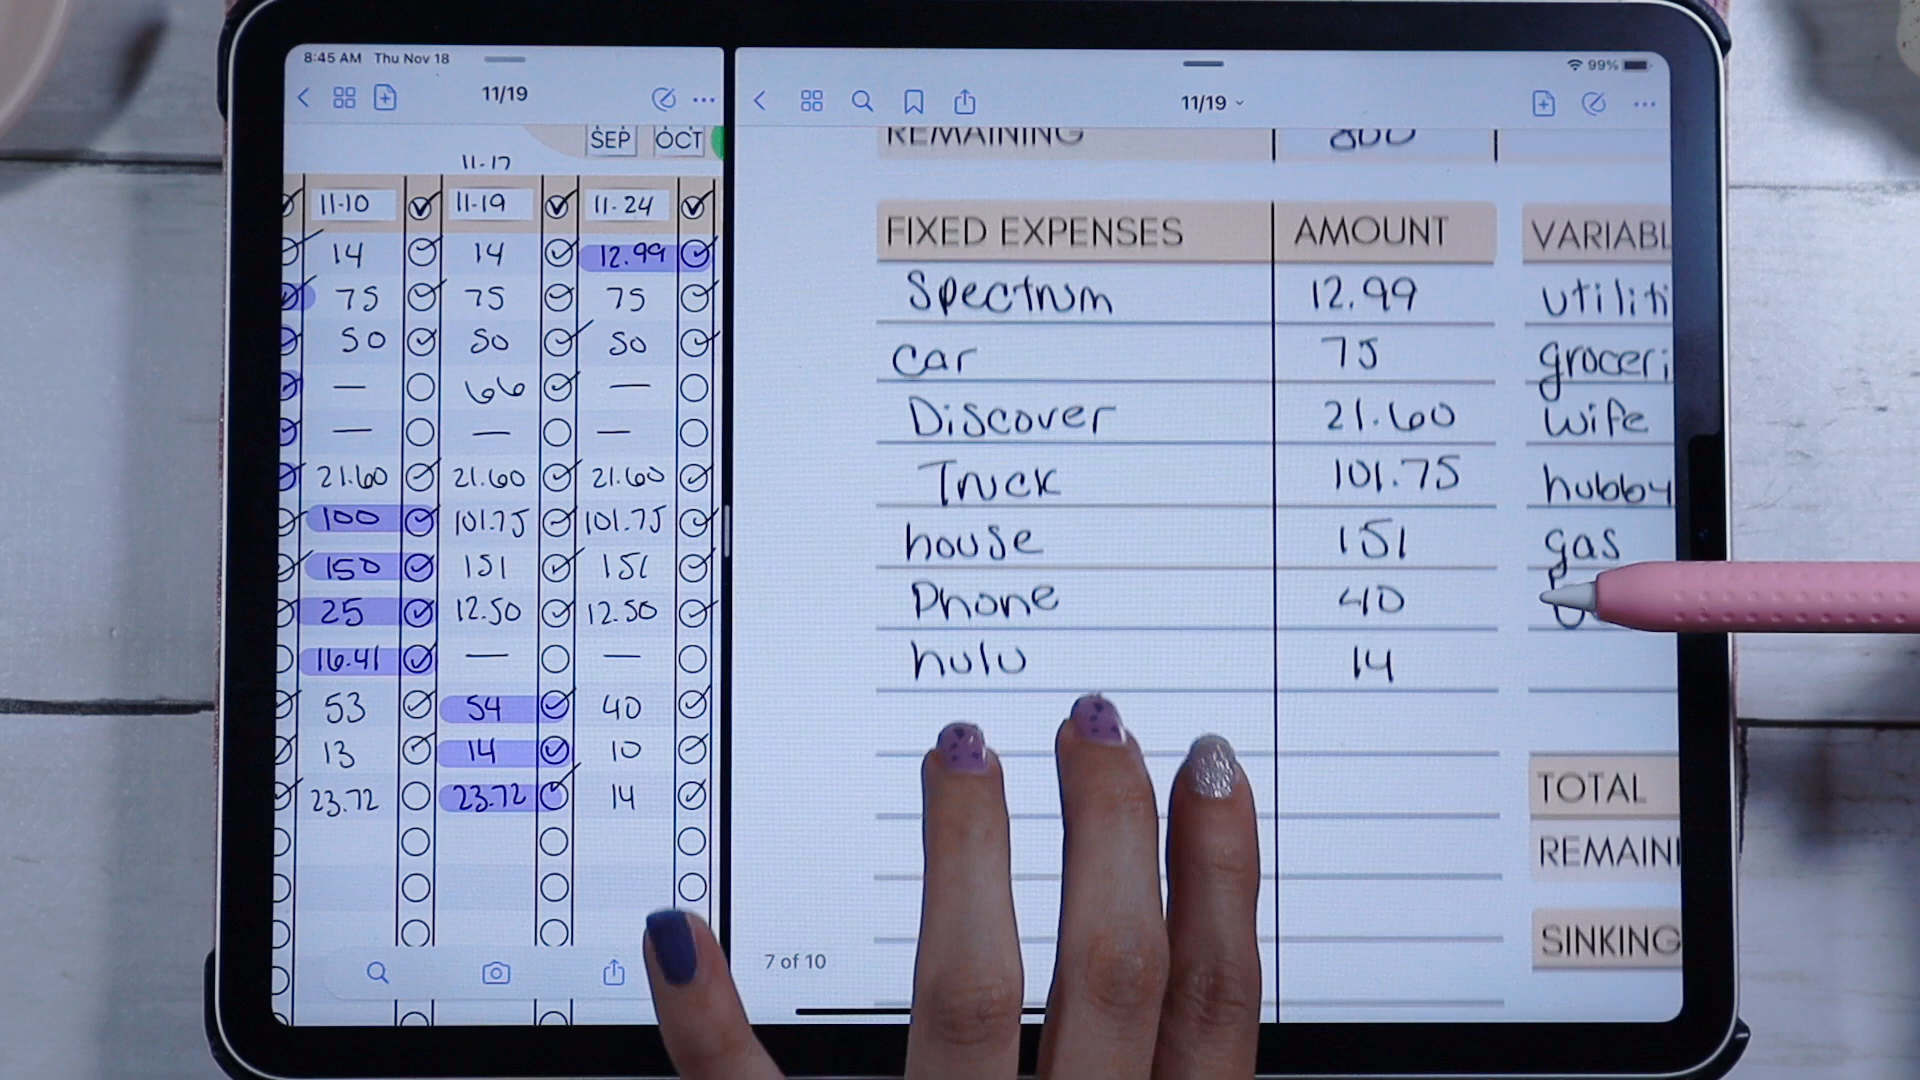 8:45 AM Thu Nov 18
11/19
SEP OCT
11-17
11-10 11-19 11-24
14 14 12.99
75 75 75
50 50 50
— 66 —
— — —
21.60 21.60 21.60
100 101.75 101.75
150 151 151
25 12.50 12.50
16.41 — —
53 54 40
13 14 10
23.72 23.72 14
99%
11/19
REMAINING 800
FIXED EXPENSES AMOUNT VARIABL
Spectrum 12.99 utiliti
car 75 groceri
Discover 21.60 wife
Truck 101.75 hubby
house 151 gas
Phone 40
hulu 14
TOTAL
REMAINI
SINKING
7 of 10